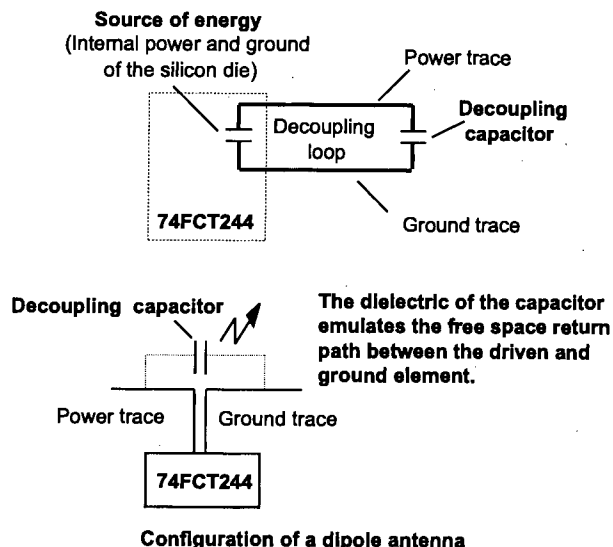 Source of energy
(Internal power and ground
of the silicon die)
Power trace
Decoupling
loop
Decoupling
capacitor
74FCT244
Ground trace
Decoupling capacitor
The dielectric of the capacitor
emulates the free space return
path between the driven and
ground element.
Power trace
Ground trace
74FCT244
Configuration of a dipole antenna